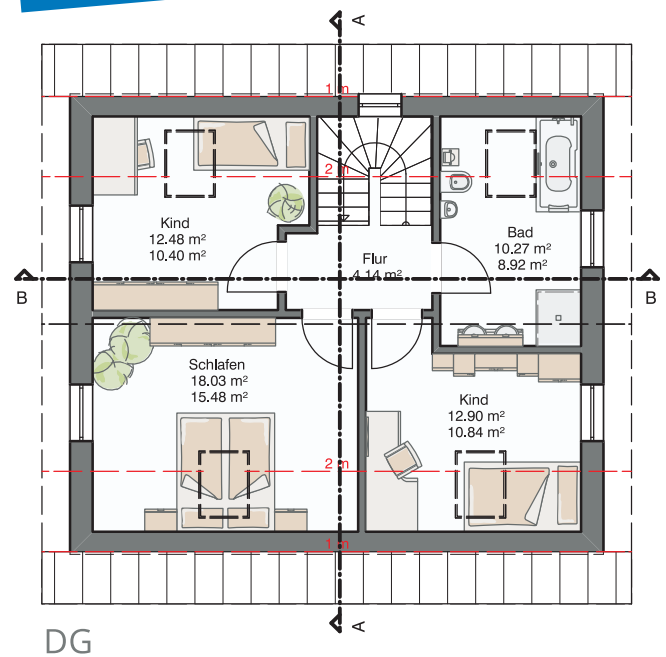 A
1 m
2 m
Kind
12.48 m²
10.40 m²
Bad
10.27 m²
8.92 m²
Flur
4.14 m²
B
B
Schlafen
18.03 m²
15.48 m²
Kind
12.90 m²
10.84 m²
2 m
1 m
A
DG